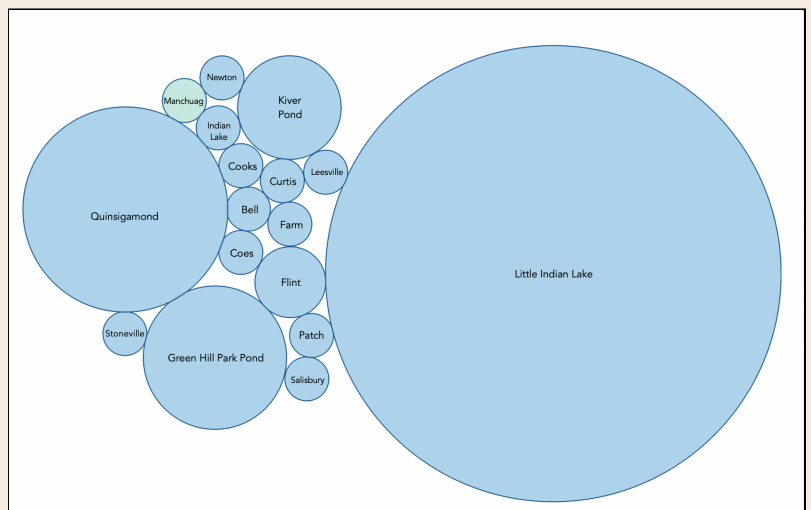 Newton
Manchuag
Kiver
Pond
Indian
Lake
Cooks
Leesville
Curtis
Bell
Quinsigamond
Farm
Coes
Little Indian Lake
Flint
Stoneville
Patch
Green Hill Park Pond
Salisbury